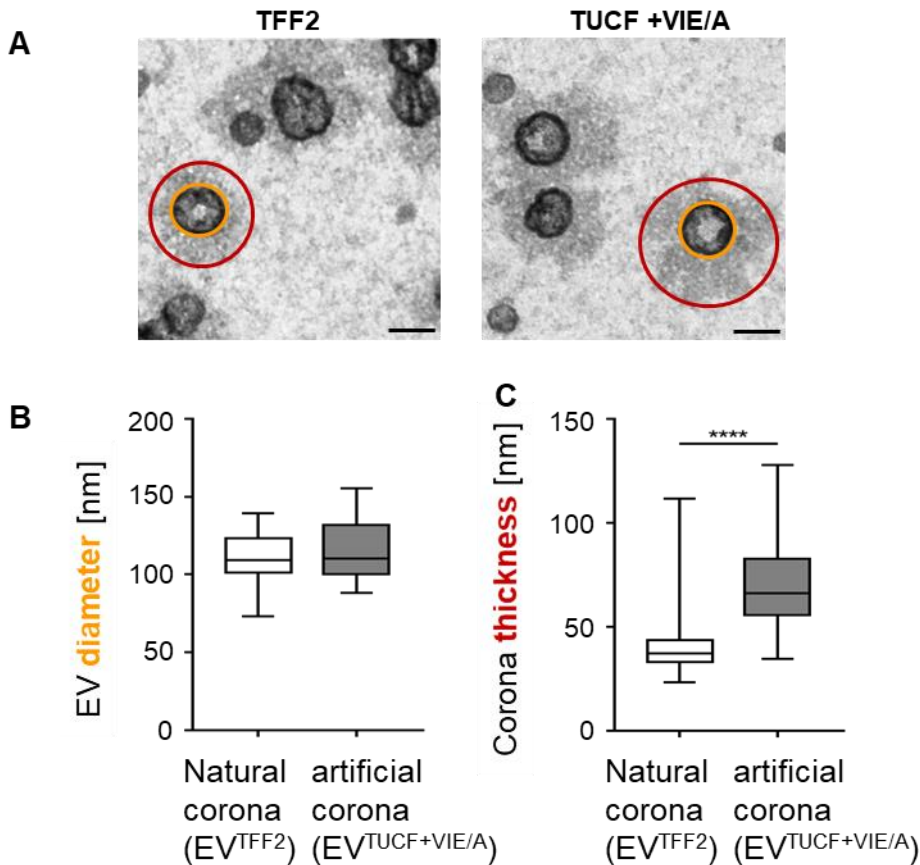 A
TFF2
TUCF +VIE/A
B
EV diameter [nm]
200
150
100
50
0
Natural
corona
(EVTFF2)
artificial
corona
(EVTUCF+VIE/A)
C
Corona thickness [nm]
150
100
50
0
****
Natural
corona
(EVTFF2)
artificial
corona
(EVTUCF+VIE/A)